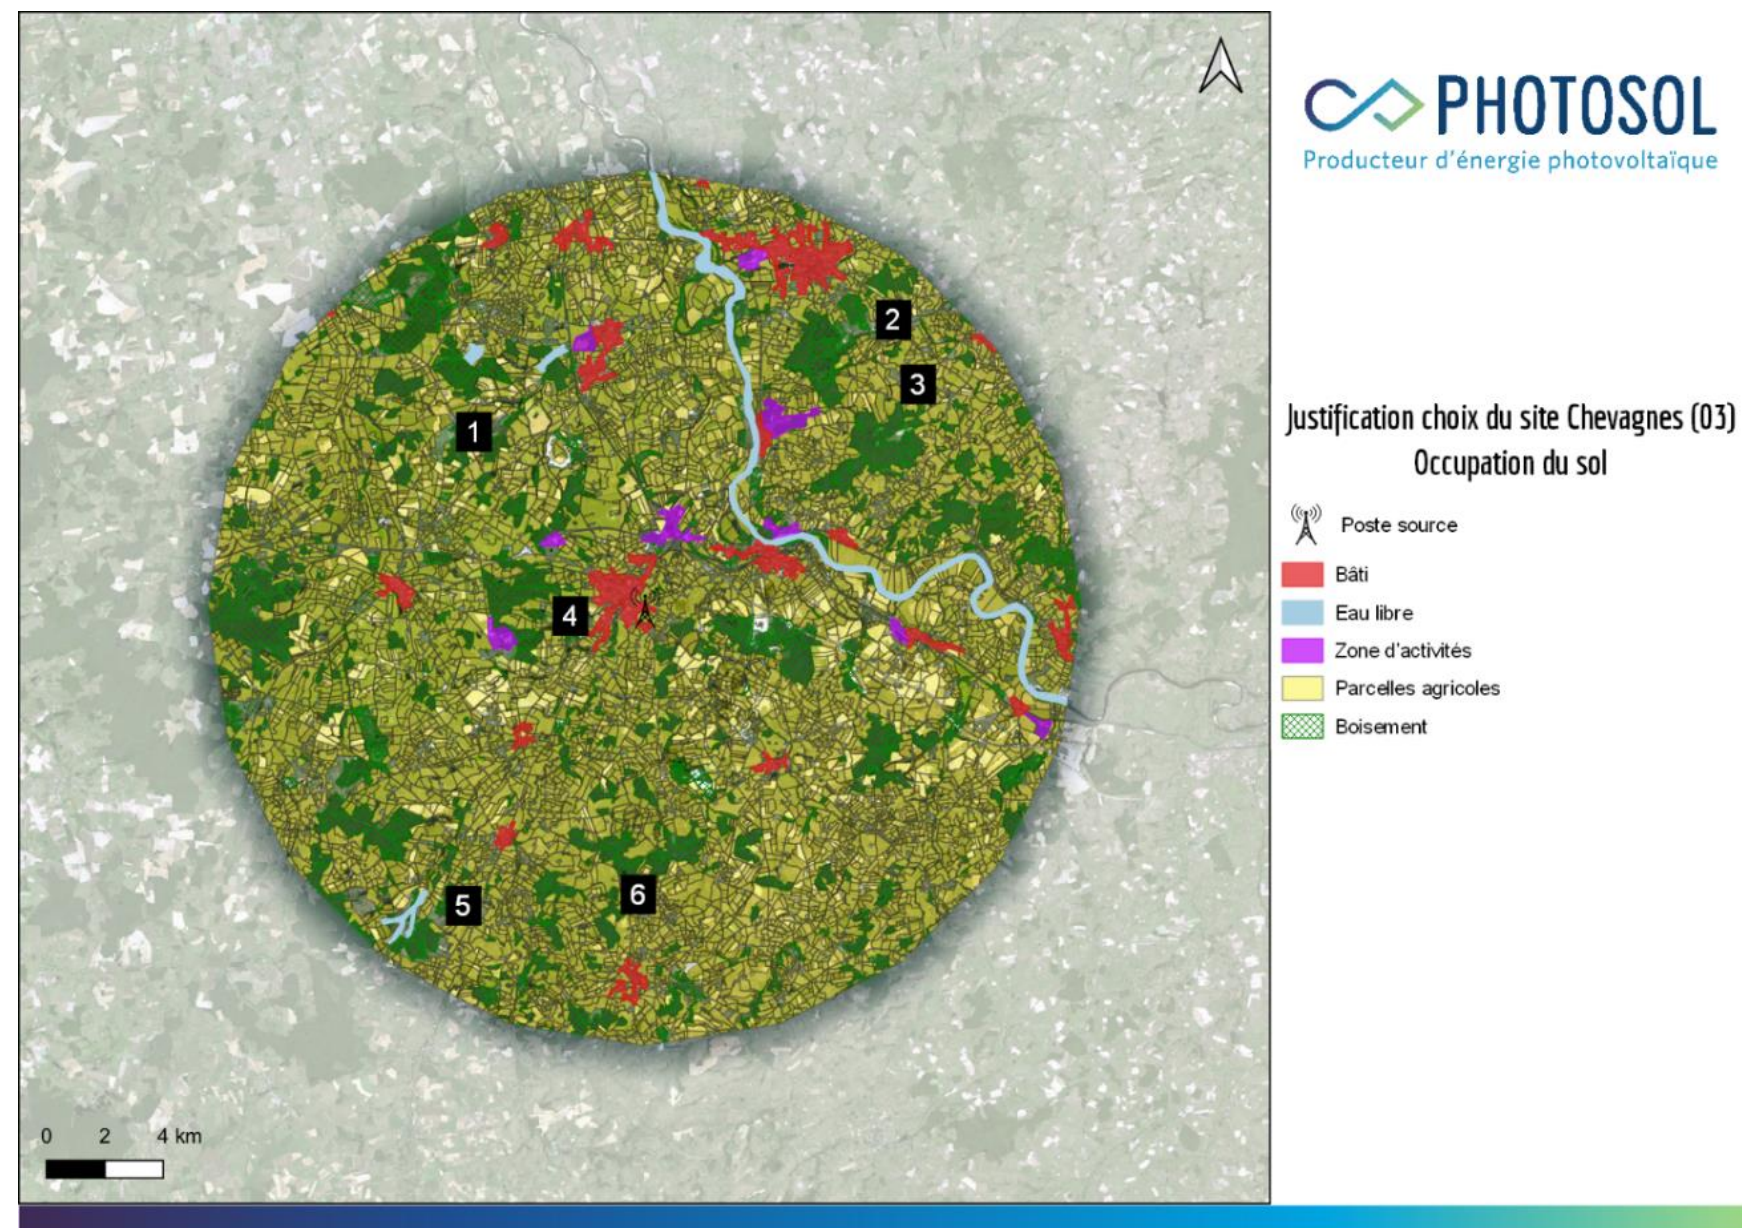 PHOTOSOL
Producteur d'énergie photovoltaïque
2
3
1
4
5
6
0 2 4 km
Justification choix du site Chevagnes (03)
Occupation du sol
Poste source
Bâti
Eau libre
Zone d'activités
Parcelles agricoles
Boisement